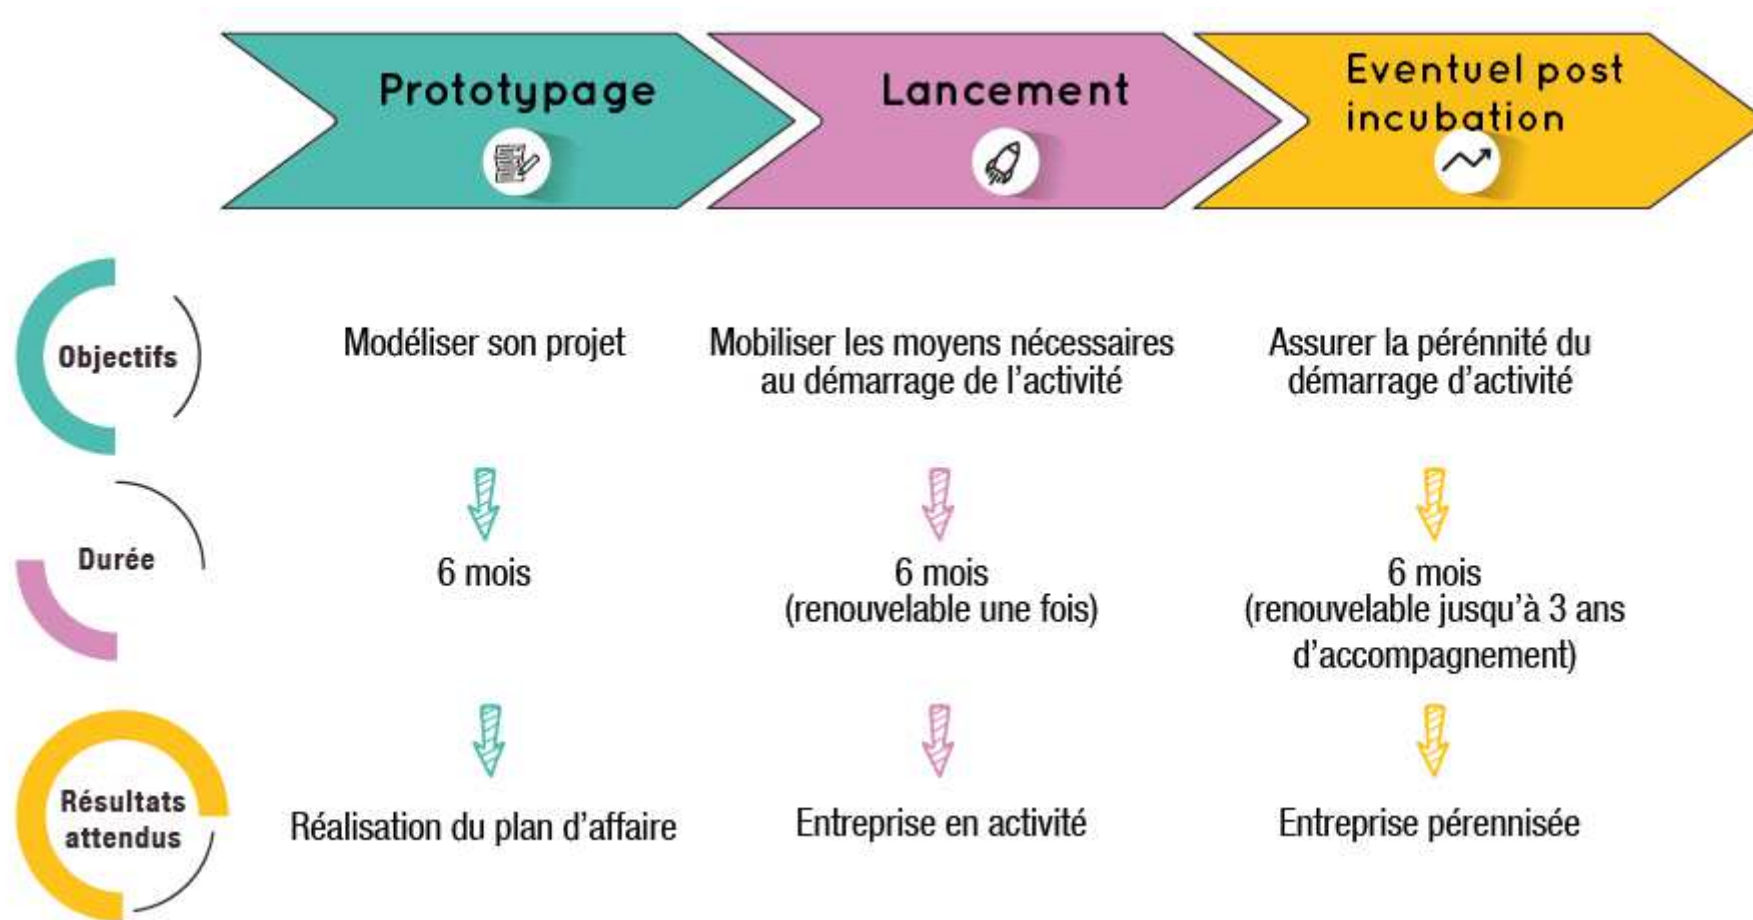 Prototypage
Lancement
Eventuel post
incubation
Objectifs
Modéliser son projet
Mobiliser les moyens nécessaires
au démarrage de l’activité
Assurer la pérénnité du
démarrage d’activité
Durée
6 mois
6 mois
(renouvelable une fois)
6 mois
(renouvelable jusqu’à 3 ans
d’accompagnement)
Résultats
attendus
Réalisation du plan d’affaire
Entreprise en activité
Entreprise pérennisée